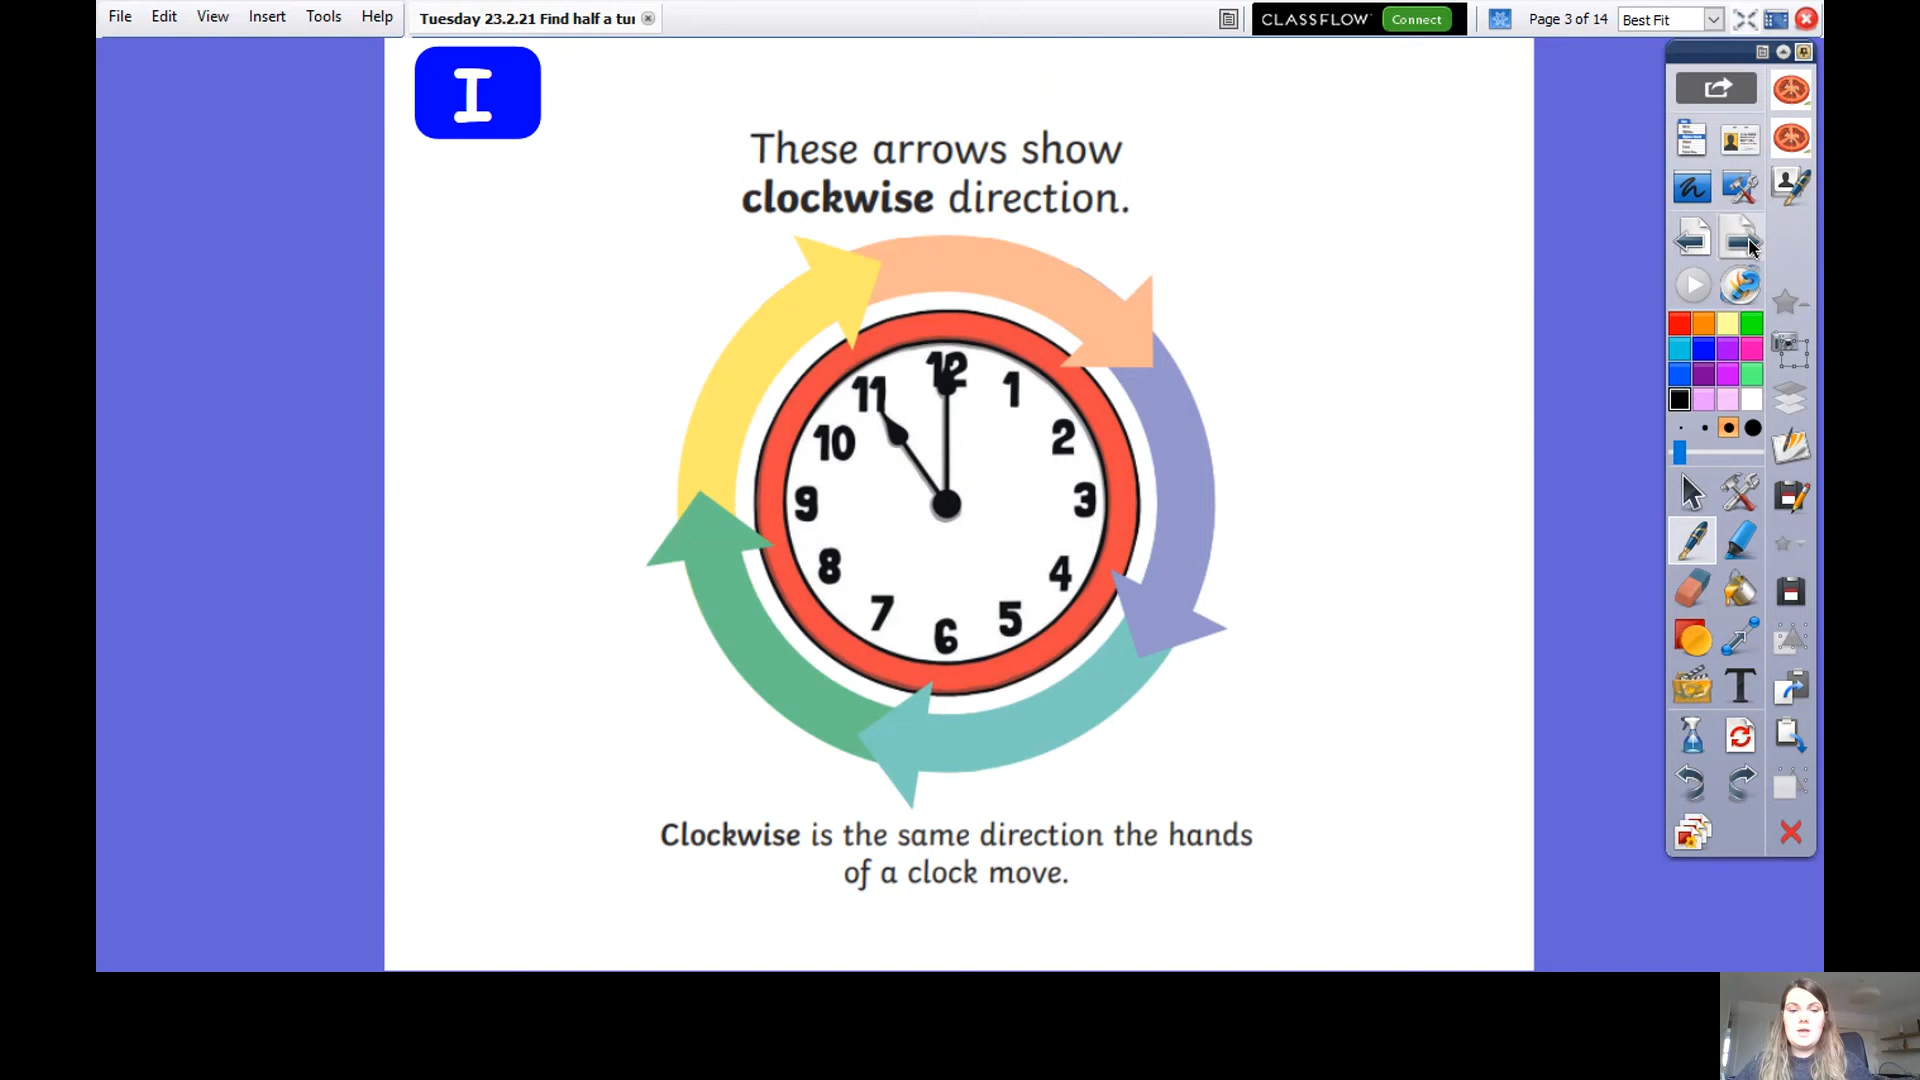 File Edit View Insert Tools Help
Tuesday 23.2.21 Find half a tu
CLASSFLOW Connect
Page 3 of 14
Best Fit
I
These arrows show
clockwise direction.
12
11 1
10 2
9 3
8 4
7 5
6
Clockwise is the same direction the hands
of a clock move.
T